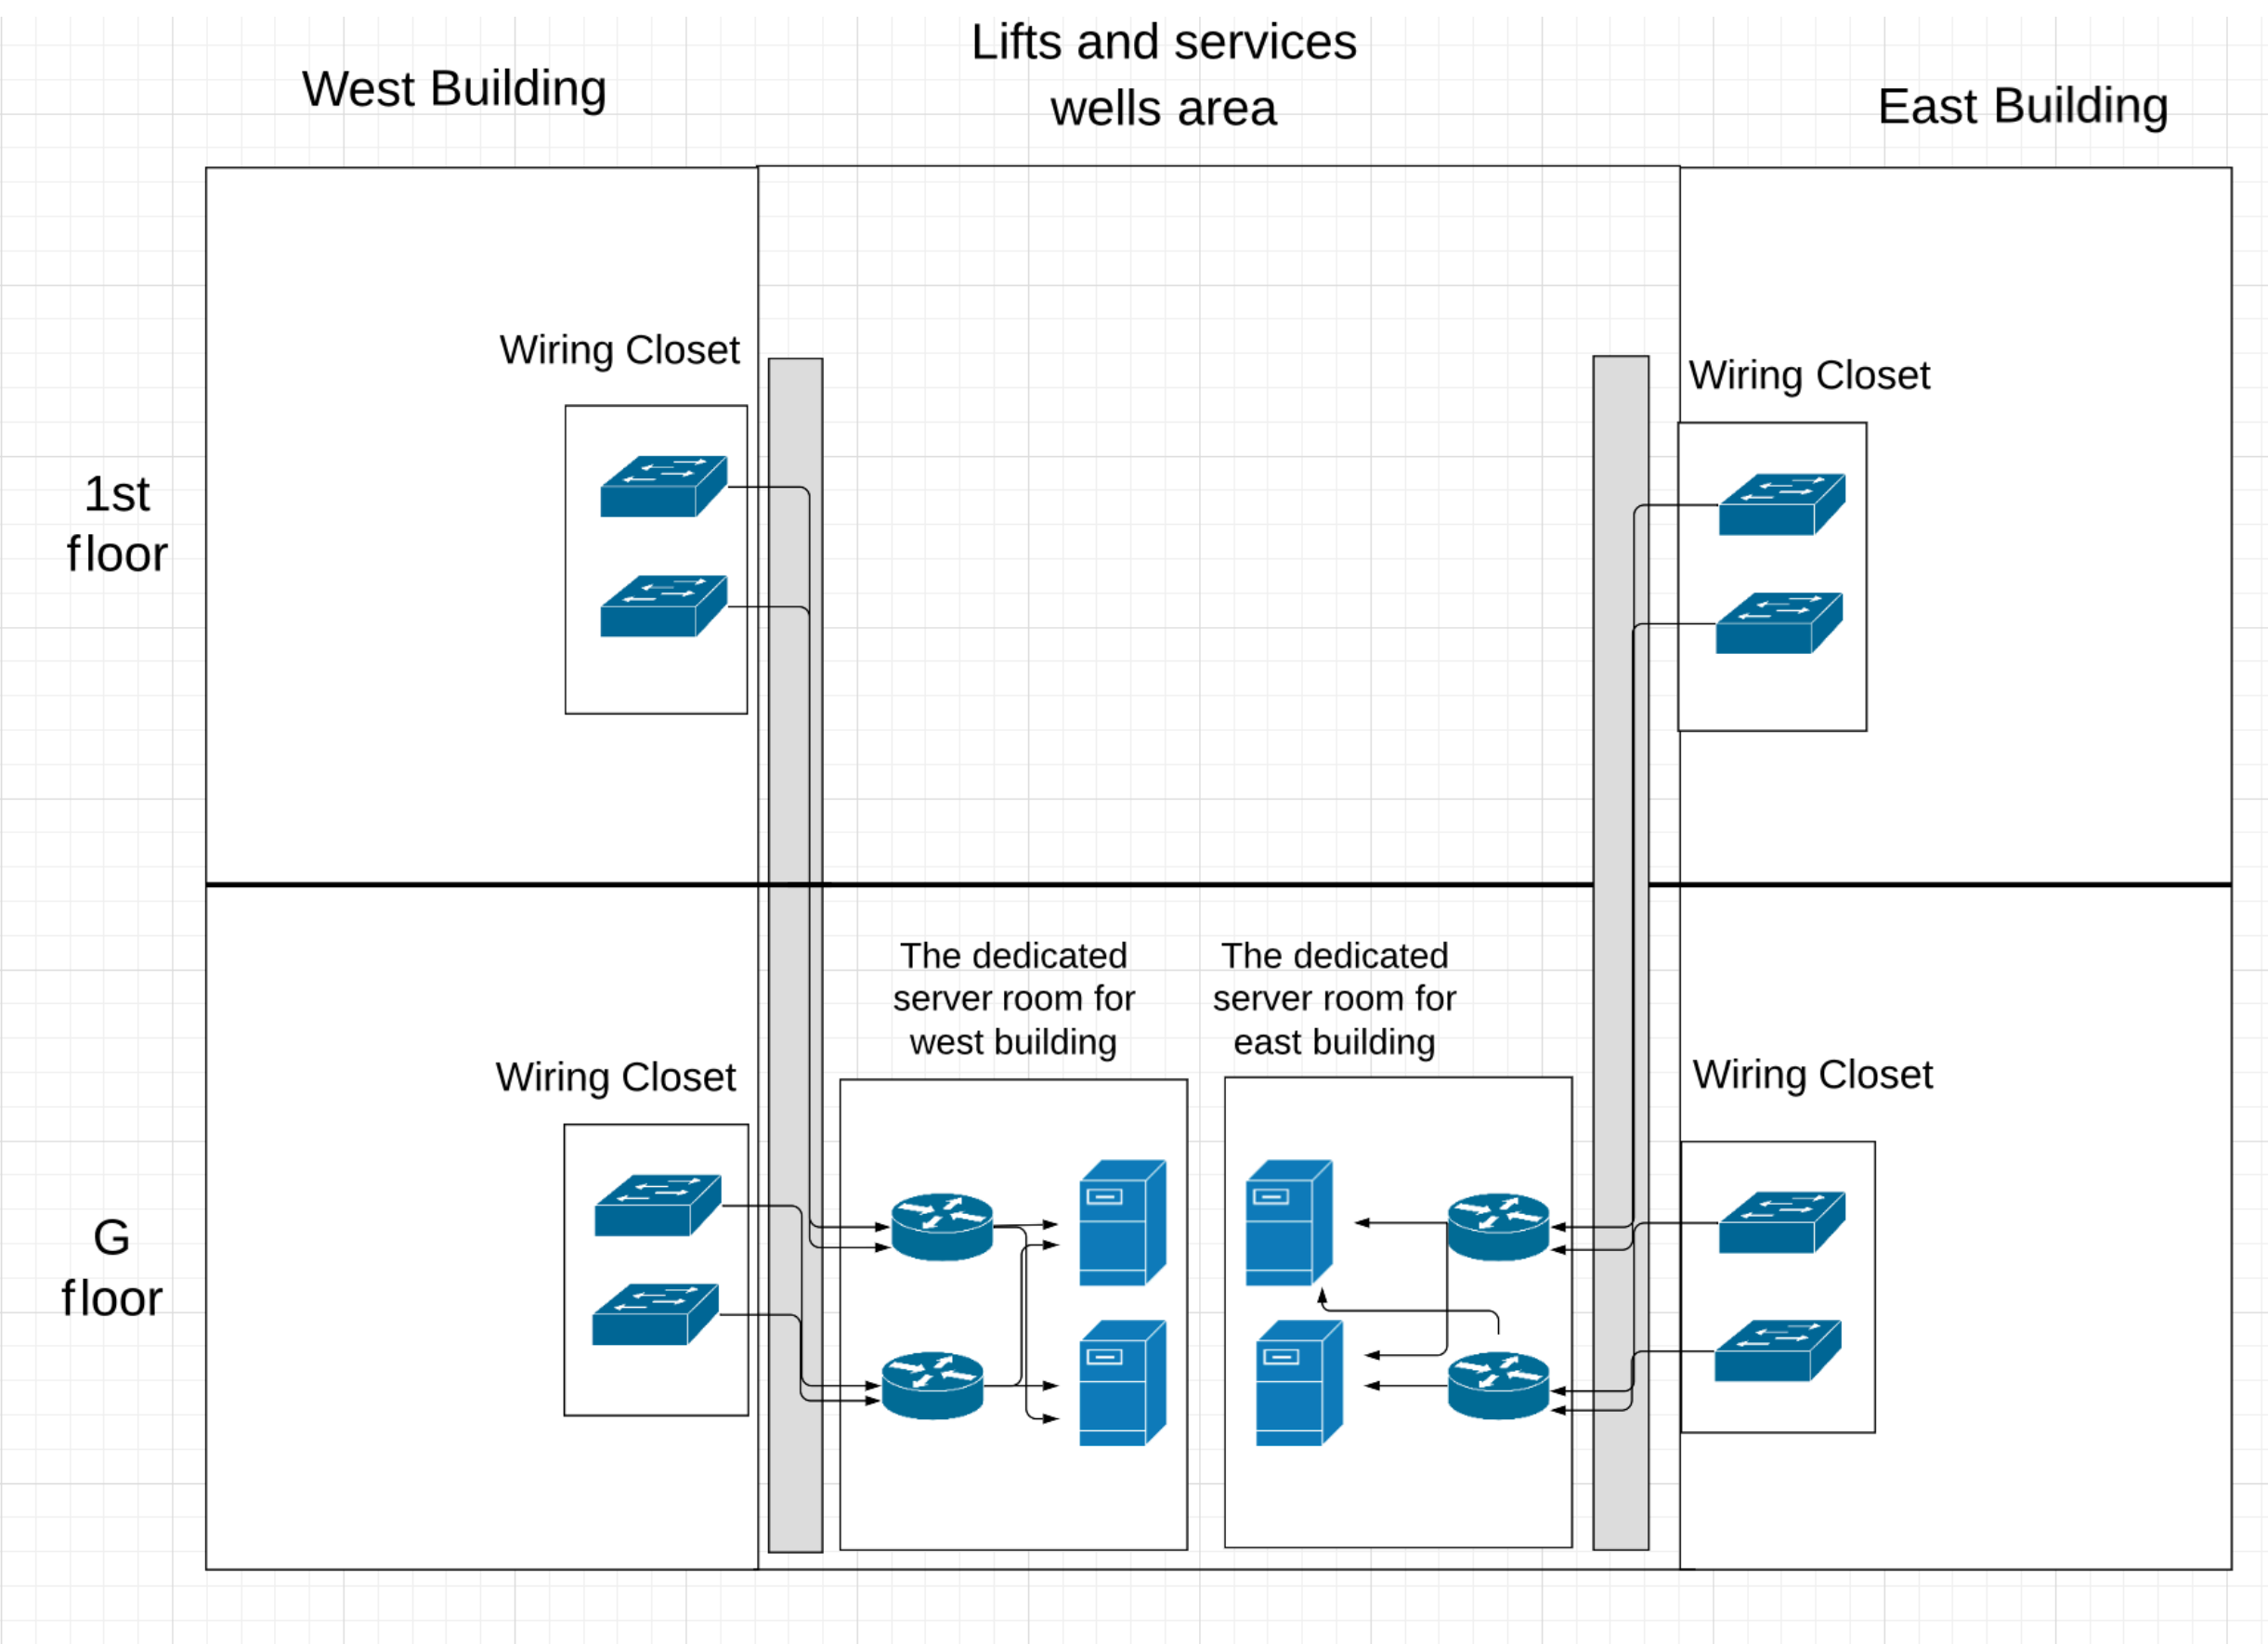 Lifts and services
wells area
West Building
East Building
Wiring Closet
Wiring Closet
1st
floor
The dedicated
server room for
west building
The dedicated
server room for
east building
Wiring Closet
Wiring Closet
G
floor